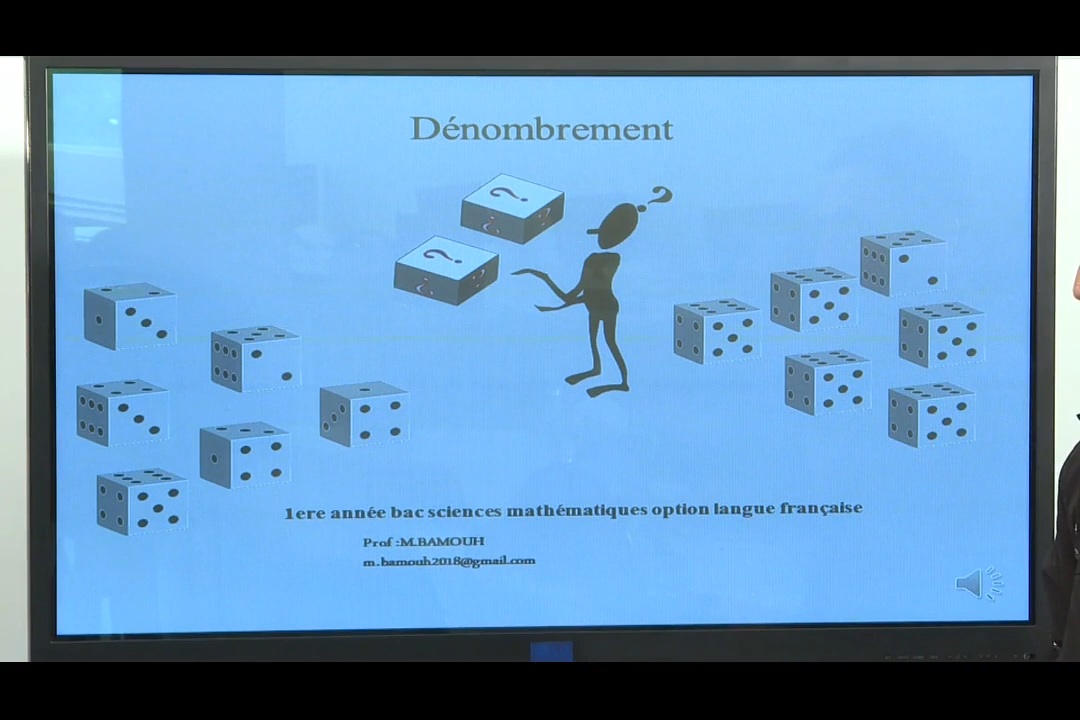 Dénombrement
1ere année bac sciences mathématiques option langue française
Prof :M.BAMOUH
m.bamouh2018@gmail.com